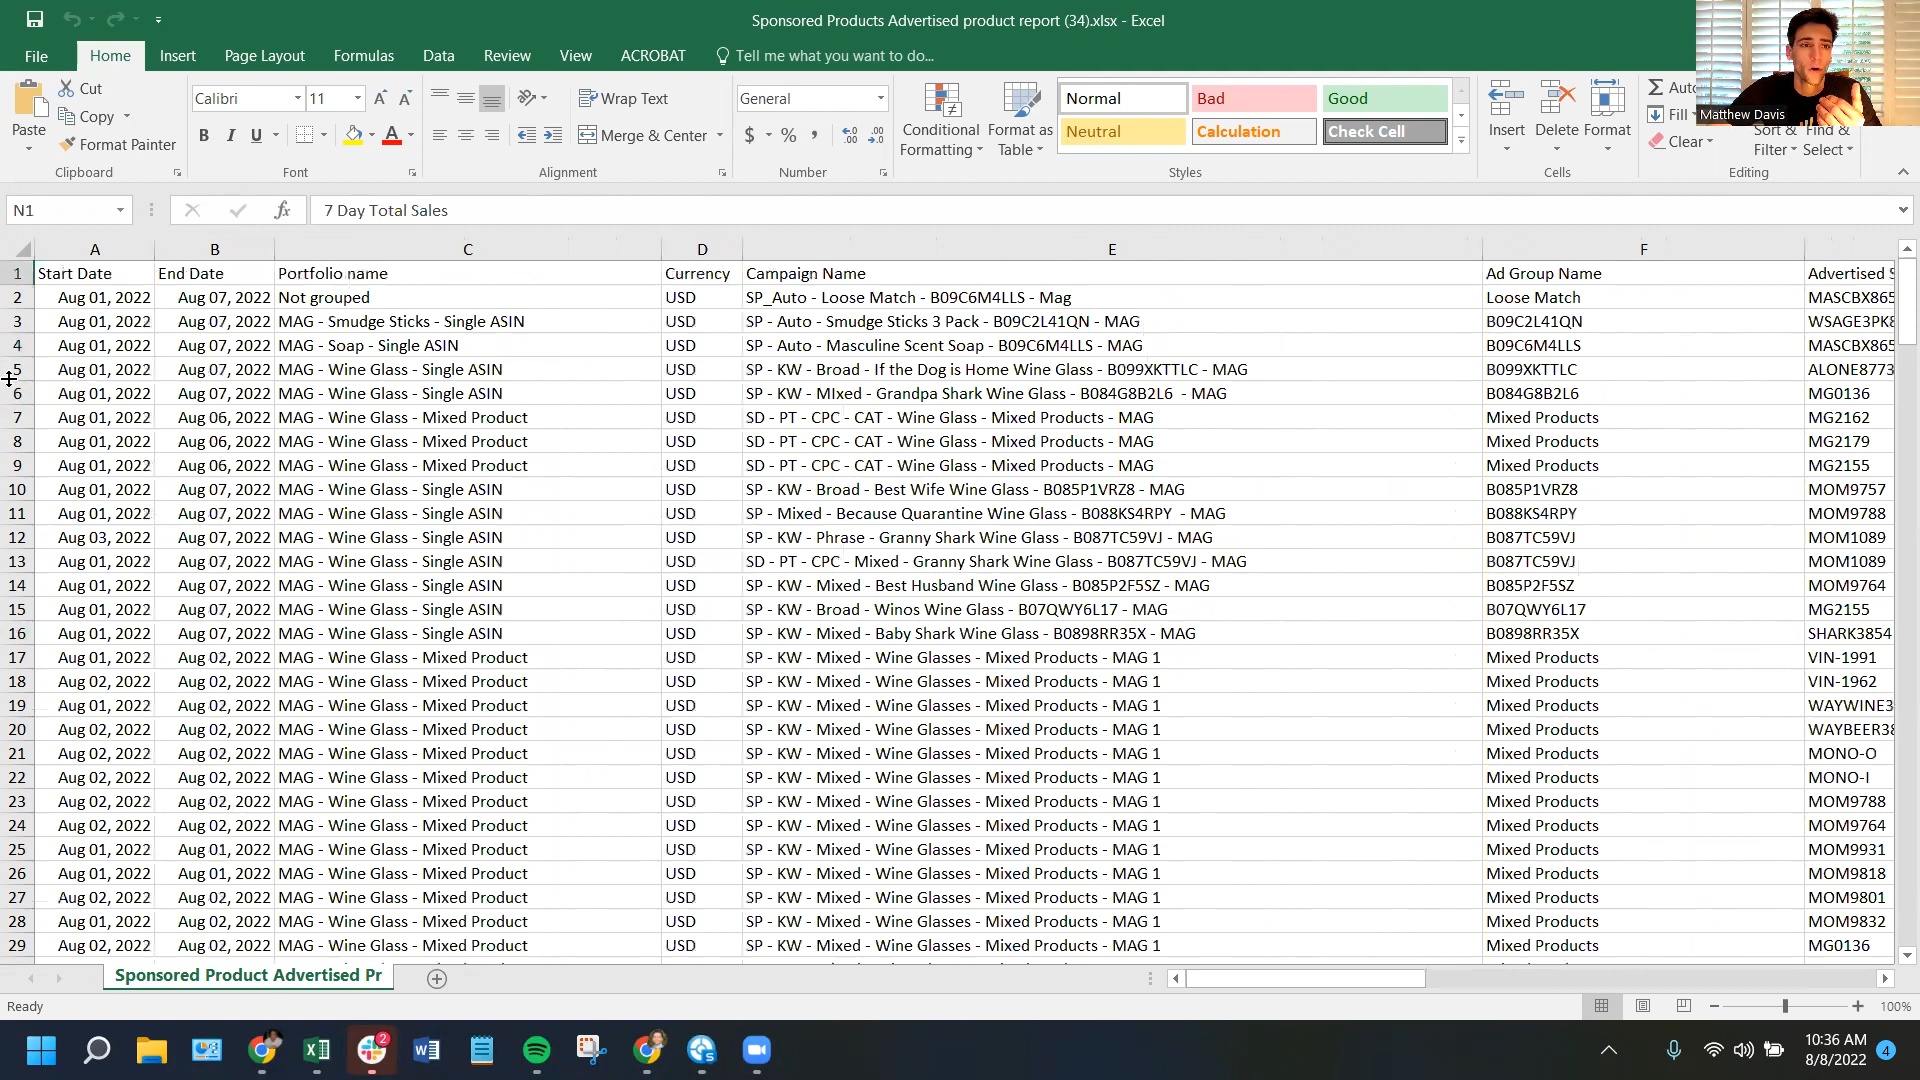 Sponsored Products Advertised product report (34).xlsx - Excel
File Home Insert Page Layout Formulas Data Review View ACROBAT Tell me what you want to do...
Paste Cut Copy Format Painter Clipboard
Calibri 11 B I U A Font
Wrap Text Merge & Center Alignment
General $ % , Number
Conditional Formatting Format as Table
Normal Bad Good
Neutral Calculation Check Cell
Styles
Insert Delete Format Cells
Fill Clear Filter Find & Select Editing
Matthew Davis
N1 fx 7 Day Total Sales
A B C D E F
1 Start Date End Date Portfolio name Currency Campaign Name Ad Group Name Advertised S
2 Aug 01, 2022 Aug 07, 2022 Not grouped USD SP_Auto - Loose Match - B09C6M4LLS - Mag Loose Match MASCBX865
3 Aug 01, 2022 Aug 07, 2022 MAG - Smudge Sticks - Single ASIN USD SP - Auto - Smudge Sticks 3 Pack - B09C2L41QN - MAG B09C2L41QN WSAGE3PK8
4 Aug 01, 2022 Aug 07, 2022 MAG - Soap - Single ASIN USD SP - Auto - Masculine Scent Soap - B09C6M4LLS - MAG B09C6M4LLS MASCBX865
5 Aug 01, 2022 Aug 07, 2022 MAG - Wine Glass - Single ASIN USD SP - KW - Broad - If the Dog is Home Wine Glass - B099XKTTLC - MAG B099XKTTLC ALONE8773
6 Aug 01, 2022 Aug 07, 2022 MAG - Wine Glass - Single ASIN USD SP - KW - MIxed - Grandpa Shark Wine Glass - B084G8B2L6 - MAG B084G8B2L6 MG0136
7 Aug 01, 2022 Aug 06, 2022 MAG - Wine Glass - Mixed Product USD SD - PT - CPC - CAT - Wine Glass - Mixed Products - MAG Mixed Products MG2162
8 Aug 01, 2022 Aug 06, 2022 MAG - Wine Glass - Mixed Product USD SD - PT - CPC - CAT - Wine Glass - Mixed Products - MAG Mixed Products MG2179
9 Aug 01, 2022 Aug 06, 2022 MAG - Wine Glass - Mixed Product USD SD - PT - CPC - CAT - Wine Glass - Mixed Products - MAG Mixed Products MG2155
10 Aug 01, 2022 Aug 07, 2022 MAG - Wine Glass - Single ASIN USD SP - KW - Broad - Best Wife Wine Glass - B085P1VRZ8 - MAG B085P1VRZ8 MOM9757
11 Aug 01, 2022 Aug 07, 2022 MAG - Wine Glass - Single ASIN USD SP - Mixed - Because Quarantine Wine Glass - B088KS4RPY - MAG B088KS4RPY MOM9788
12 Aug 03, 2022 Aug 07, 2022 MAG - Wine Glass - Single ASIN USD SP - KW - Phrase - Granny Shark Wine Glass - B087TC59VJ - MAG B087TC59VJ MOM1089
13 Aug 01, 2022 Aug 07, 2022 MAG - Wine Glass - Single ASIN USD SD - PT - CPC - Mixed - Granny Shark Wine Glass - B087TC59VJ - MAG B087TC59VJ MOM1089
14 Aug 01, 2022 Aug 07, 2022 MAG - Wine Glass - Single ASIN USD SP - KW - Mixed - Best Husband Wine Glass - B085P2F5SZ - MAG B085P2F5SZ MOM9764
15 Aug 01, 2022 Aug 07, 2022 MAG - Wine Glass - Single ASIN USD SP - KW - Broad - Winos Wine Glass - B07QWY6L17 - MAG B07QWY6L17 MG2155
16 Aug 01, 2022 Aug 07, 2022 MAG - Wine Glass - Single ASIN USD SP - KW - Mixed - Baby Shark Wine Glass - B0898RR35X - MAG B0898RR35X SHARK3854
17 Aug 01, 2022 Aug 02, 2022 MAG - Wine Glass - Mixed Product USD SP - KW - Mixed - Wine Glasses - Mixed Products - MAG 1 Mixed Products VIN-1991
18 Aug 02, 2022 Aug 02, 2022 MAG - Wine Glass - Mixed Product USD SP - KW - Mixed - Wine Glasses - Mixed Products - MAG 1 Mixed Products VIN-1962
19 Aug 01, 2022 Aug 02, 2022 MAG - Wine Glass - Mixed Product USD SP - KW - Mixed - Wine Glasses - Mixed Products - MAG 1 Mixed Products WAYWINE3
20 Aug 02, 2022 Aug 02, 2022 MAG - Wine Glass - Mixed Product USD SP - KW - Mixed - Wine Glasses - Mixed Products - MAG 1 Mixed Products WAYBEER38
21 Aug 02, 2022 Aug 02, 2022 MAG - Wine Glass - Mixed Product USD SP - KW - Mixed - Wine Glasses - Mixed Products - MAG 1 Mixed Products MONO-O
22 Aug 02, 2022 Aug 02, 2022 MAG - Wine Glass - Mixed Product USD SP - KW - Mixed - Wine Glasses - Mixed Products - MAG 1 Mixed Products MONO-I
23 Aug 02, 2022 Aug 02, 2022 MAG - Wine Glass - Mixed Product USD SP - KW - Mixed - Wine Glasses - Mixed Products - MAG 1 Mixed Products MOM9788
24 Aug 02, 2022 Aug 02, 2022 MAG - Wine Glass - Mixed Product USD SP - KW - Mixed - Wine Glasses - Mixed Products - MAG 1 Mixed Products MOM9764
25 Aug 01, 2022 Aug 01, 2022 MAG - Wine Glass - Mixed Product USD SP - KW - Mixed - Wine Glasses - Mixed Products - MAG 1 Mixed Products MOM9931
26 Aug 01, 2022 Aug 01, 2022 MAG - Wine Glass - Mixed Product USD SP - KW - Mixed - Wine Glasses - Mixed Products - MAG 1 Mixed Products MOM9818
27 Aug 02, 2022 Aug 02, 2022 MAG - Wine Glass - Mixed Product USD SP - KW - Mixed - Wine Glasses - Mixed Products - MAG 1 Mixed Products MOM9801
28 Aug 01, 2022 Aug 02, 2022 MAG - Wine Glass - Mixed Product USD SP - KW - Mixed - Wine Glasses - Mixed Products - MAG 1 Mixed Products MOM9832
29 Aug 02, 2022 Aug 02, 2022 MAG - Wine Glass - Mixed Product USD SP - KW - Mixed - Wine Glasses - Mixed Products - MAG 1 Mixed Products MG0136
Sponsored Product Advertised Pr
Ready 100%
2 10:36 AM
8/8/2022 4